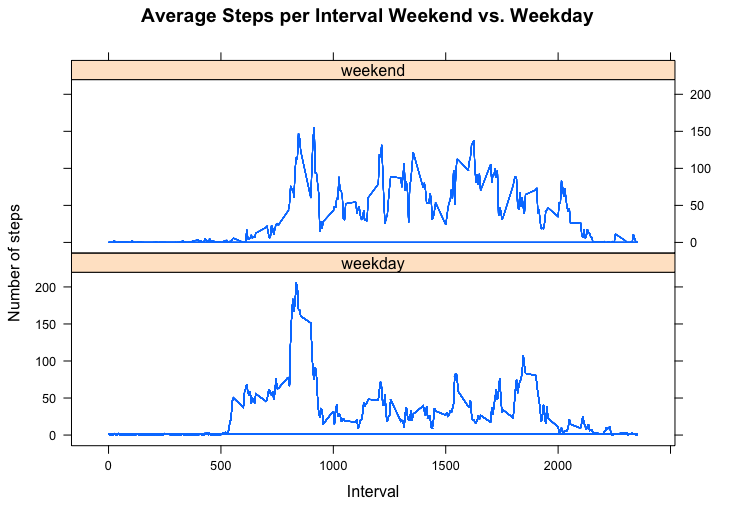 Average Steps per Interval Weekend vs. Weekday
weekend
200
150
100
50
0
weekday
200
150
100
50
0
0 500 1000 1500 2000
Number of steps
Interval